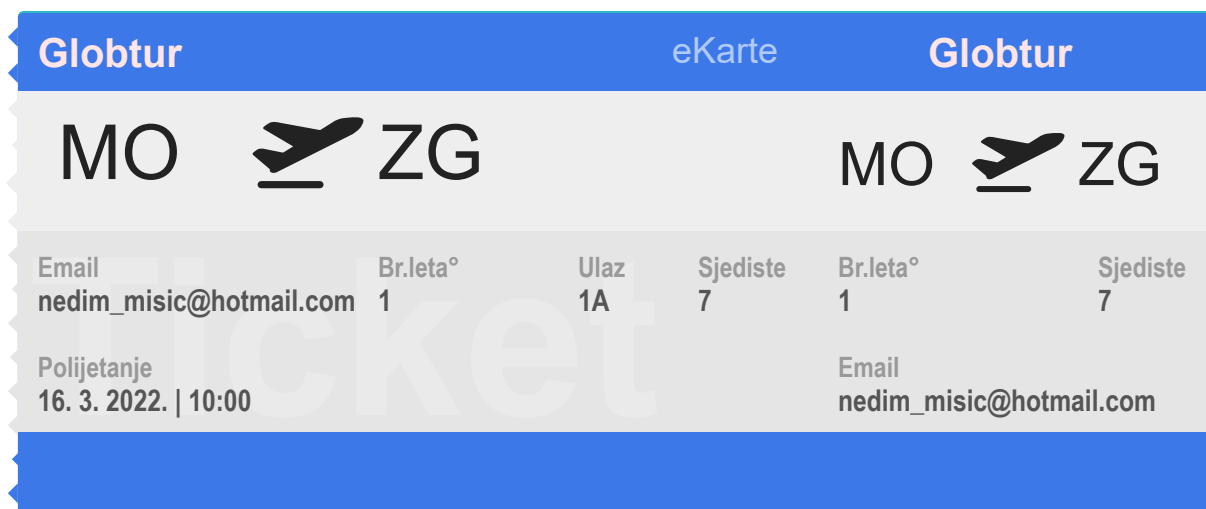 Globtur eKarte Globtur
MO ZG MO ZG
Email Br.leta° Ulaz Sjediste Br.leta° Sjediste
nedim_misic@hotmail.com 1 1A 7 1 7
Polijetanje Email
16. 3. 2022. | 10:00 nedim_misic@hotmail.com
Ticket